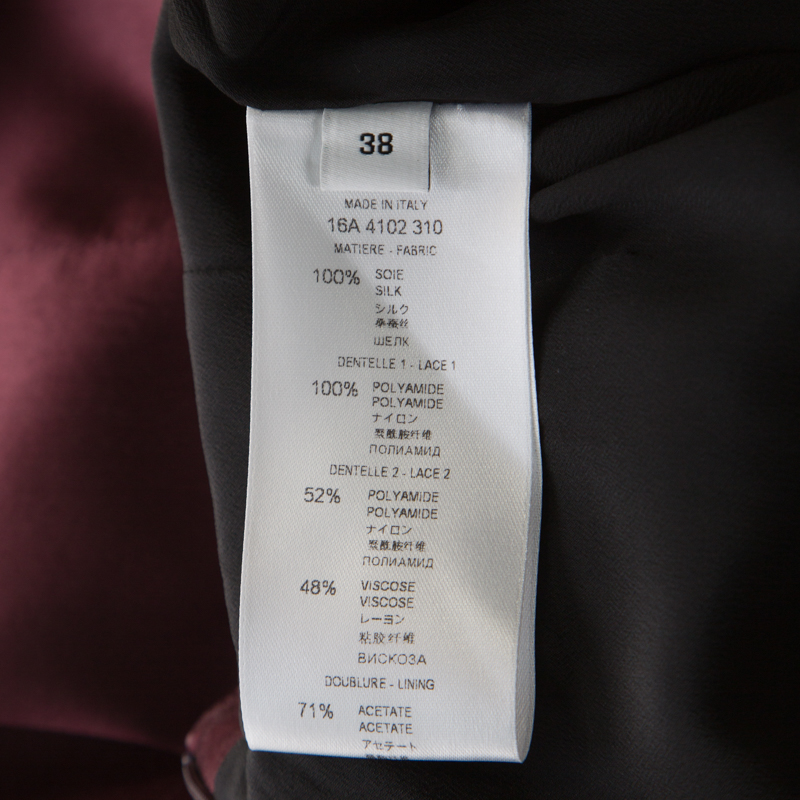 38
MADE IN ITALY
16A 4102 310
MATIERE - FABRIC
100% SOIE
SILK
シルク
桑蚕丝
ШЕЛК
DENTELLE 1 - LACE 1
100% POLYAMIDE
POLYAMIDE
ナイロン
聚酰胺纤维
ПОЛИАМИД
DENTELLE 2 - LACE 2
52% POLYAMIDE
POLYAMIDE
ナイロン
聚酰胺纤维
ПОЛИАМИД
48% VISCOSE
VISCOSE
レーヨン
粘胶纤维
ВИСКОЗА
DOUBLURE - LINING
71% ACETATE
ACETATE
アセテート